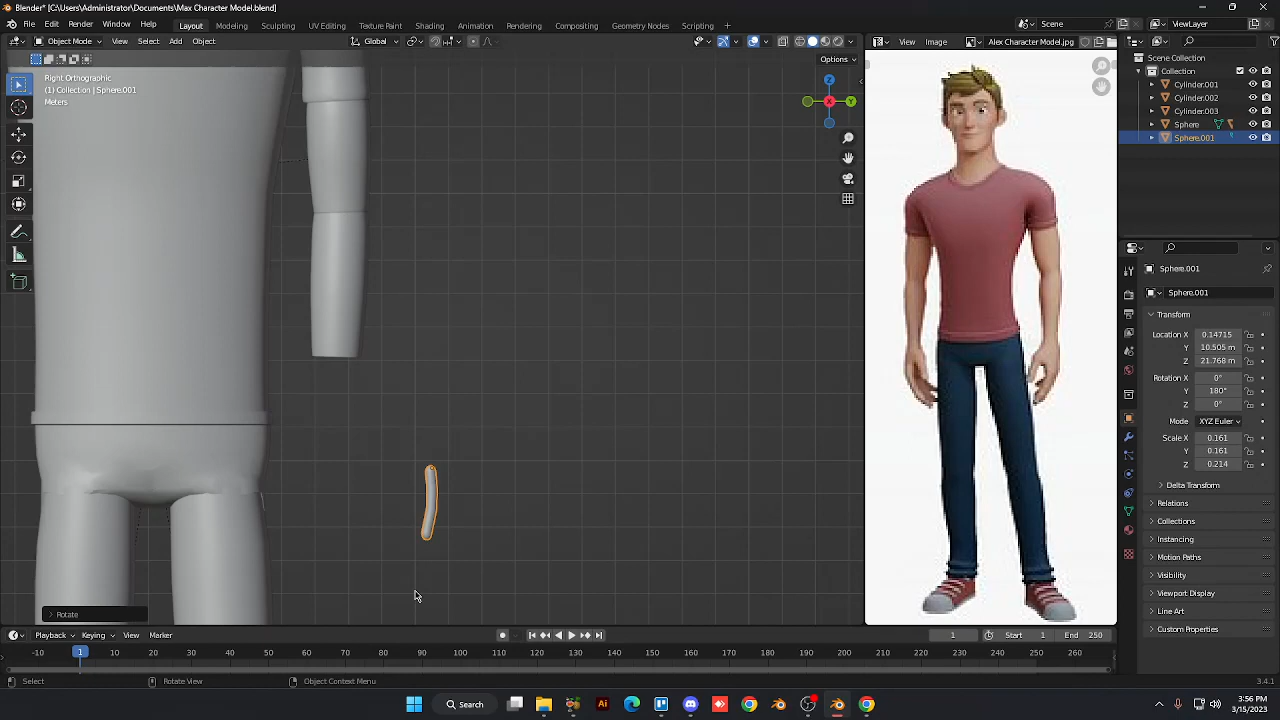 Blender* [C:\Users\Administrator\Documents\Max Character Model.blend]
File Edit Render Window Help Layout Modeling Sculpting UV Editing Texture Paint Shading Animation Rendering Compositing Geometry Nodes Scripting + Scene ViewLayer
Object Mode View Select Add Object Global View Image Alex Character Model.jpg
Options
Right Orthographic
(1) Collection | Sphere.001
Meters
Z
X
Y
Scene Collection
Collection
Cylinder.001
Cylinder.002
Cylinder.003
Sphere
Sphere.001
Sphere.001
Sphere.001
Transform
Location X 0.14715
Y 10.505 m
Z 21.768 m
Rotation X 0°
Y 180°
Z 0°
Mode XYZ Euler
Scale X 0.161
Y 0.161
Z 0.214
Delta Transform
Relations
Collections
Instancing
Motion Paths
Visibility
Viewport Display
Line Art
Custom Properties
Rotate
Playback Keying View Marker 1 Start 1 End 250
-10 1 10 20 30 40 50 60 70 80 90 100 110 120 130 140 150 160 170 180 190 200 210 220 230 240 250 260
Select Rotate View Object Context Menu 3.4.1
Search
Ai
3:56 PM
3/5/2023